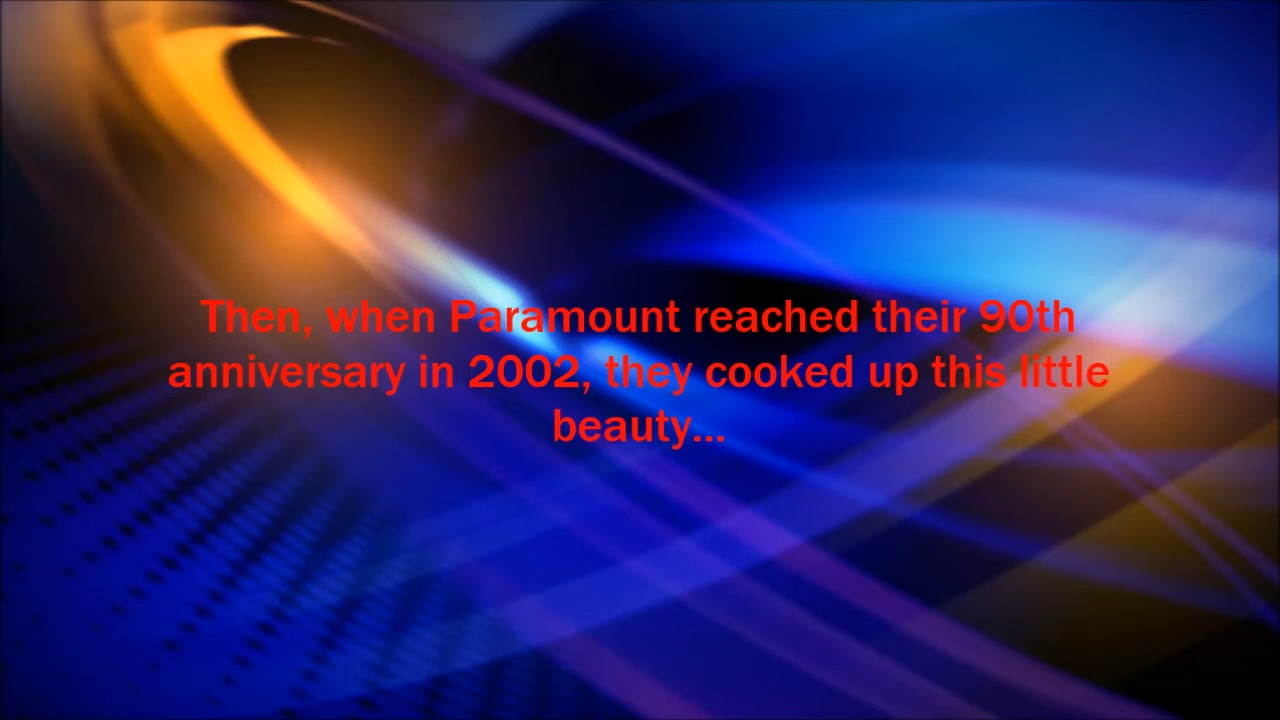 Then, when Paramount reached their 90th
anniversary in 2002, they cooked up this little
beauty...